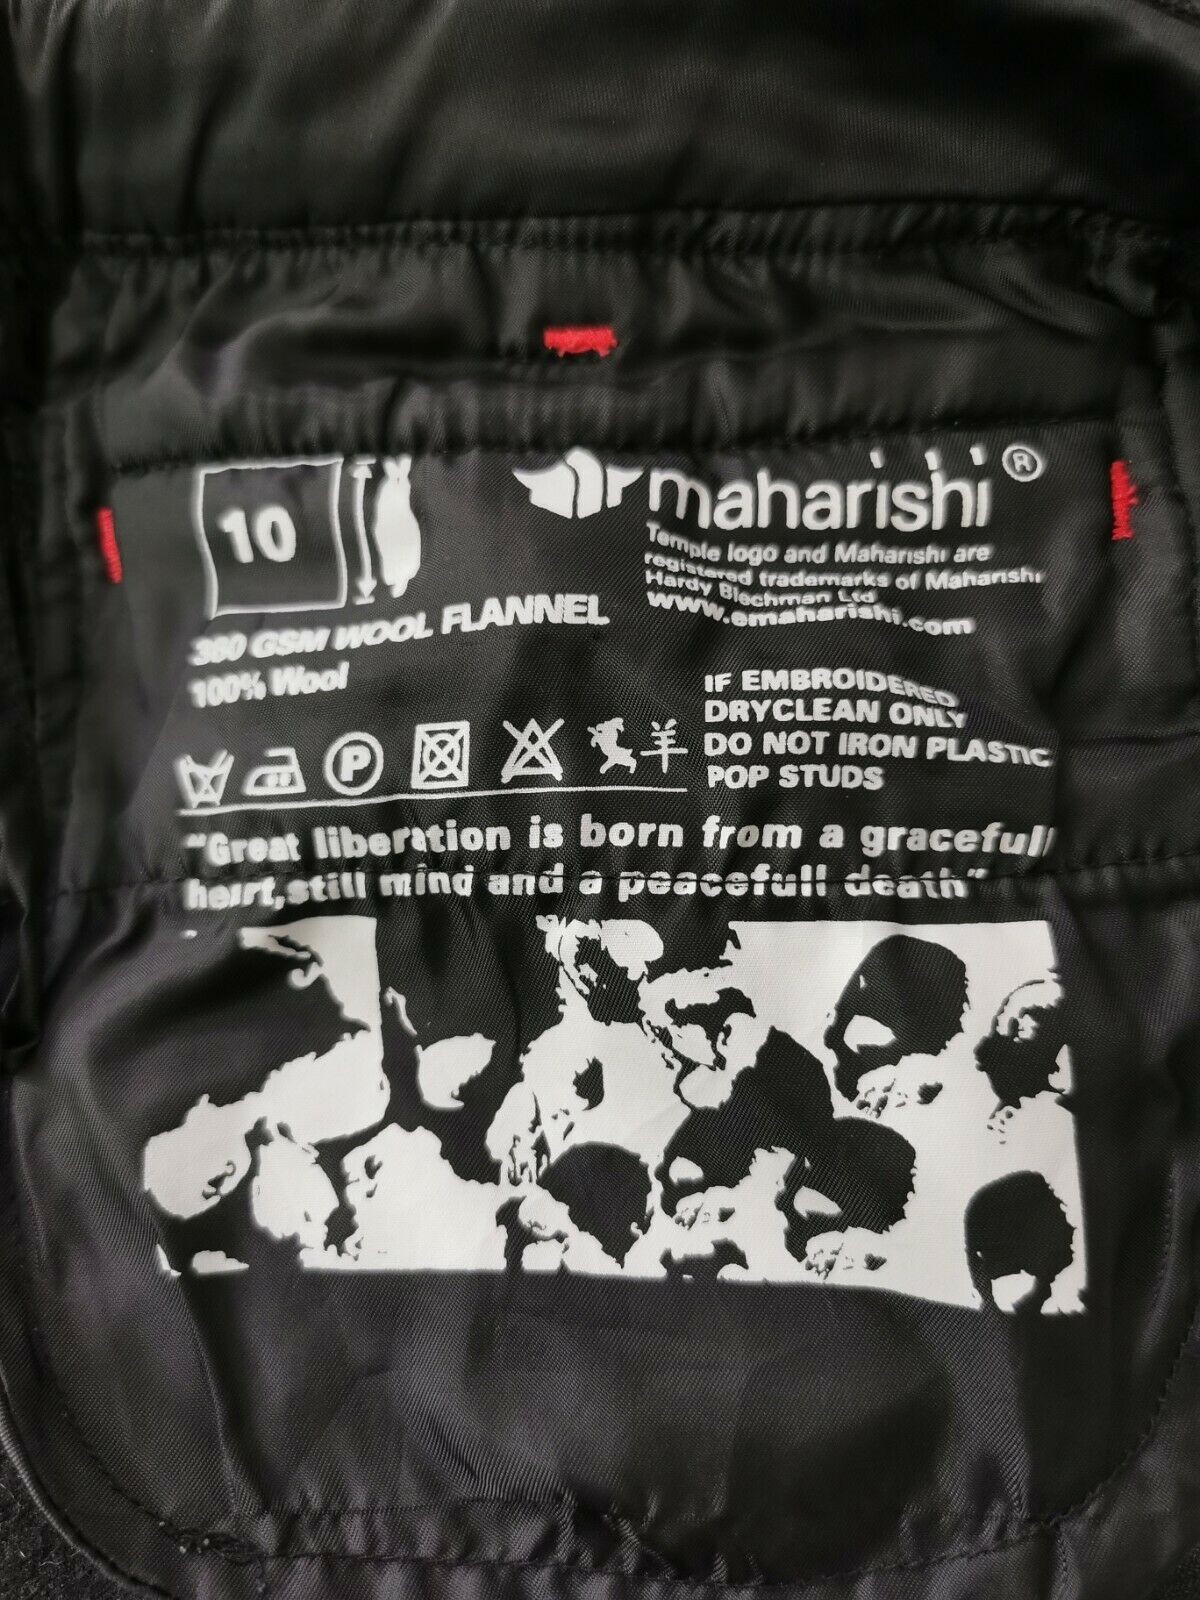 10
maharishi®
Temple logo and Maharishi are
registered trademarks of Maharishi
Hardy Blechman Ltd
www.emaharishi.com
380 GSM WOOL FLANNEL
100% Wool
IF EMBROIDERED
DRYCLEAN ONLY
DO NOT IRON PLASTIC
POP STUDS
P
羊
"Great liberation is born from a gracefull
heart, still mind and a peacefull death"